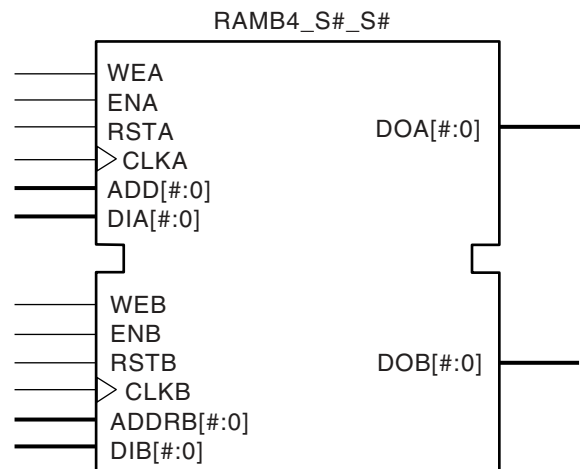 RAMB4_S#_S#
WEA
ENA
RSTA
CLKA
ADD[#:0]
DIA[#:0]
DOA[#:0]
WEB
ENB
RSTB
CLKB
ADDRB[#:0]
DIB[#:0]
DOB[#:0]